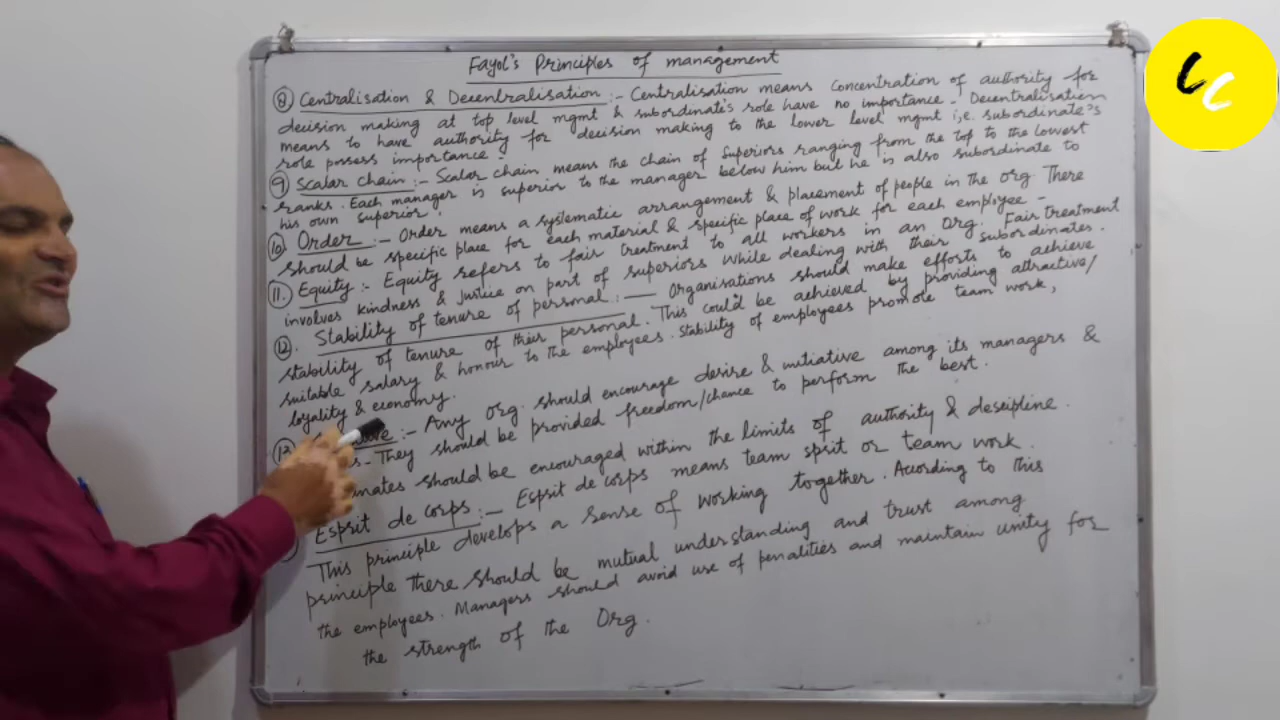 Fayol's Principles of management
8) Centralisation & Decentralisation :- Centralisation means concentration of authority for
decision making at top level mgmt & subordinate's role have no importance. Decentralisation
means to have authority for decision making to the lower level mgmt i.e. subordinate's
role possess importance.
9) Scalar chain :- Scalar chain means the chain of Superiors ranging from the top to the lowest
ranks. Each manager is superior to the manager below him but he is also subordinate to
his own superior.
10) Order :- Order means a systematic arrangement & placement of people in the org. There
should be specific place for each material & specific place of work for each employee -
11.) Equity :- Equity refers to fair treatment to all workers in an Org. Fair treatment
involves kindness & justice on part of superiors while dealing with their subordinates.
12). Stability of tenure of personal :- Organisations should make efforts to achieve
stability of tenure of their personal. This could be achieved by providing attractive/
suitable salary & honour to the employees. Stability of employees promote team work,
loyality & economy.
13) :- Any org. should encourage desire & initiative among its managers &
They should be provided freedom/chance to perform the best.
should be encouraged within the limits of authority & descipline.
Esprit de corps :- Esprit de corps means team spirit or team work.
This principle develops a sense of working together. According to this
principle there should be mutual understanding and trust among
the employees. Managers should avoid use of penalities and maintain unity for
the strength of the Org.
CC